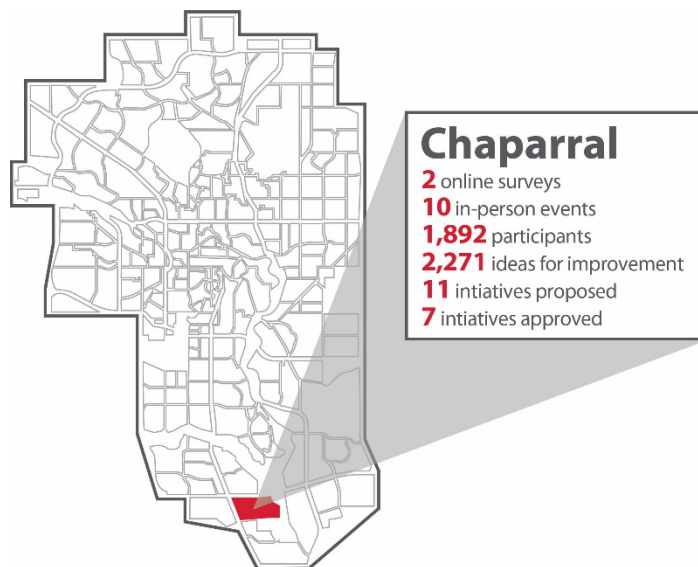 Chaparral
2 online surveys
10 in-person events
1,892 participants
2,271 ideas for improvement
11 intiatives proposed
7 intiatives approved